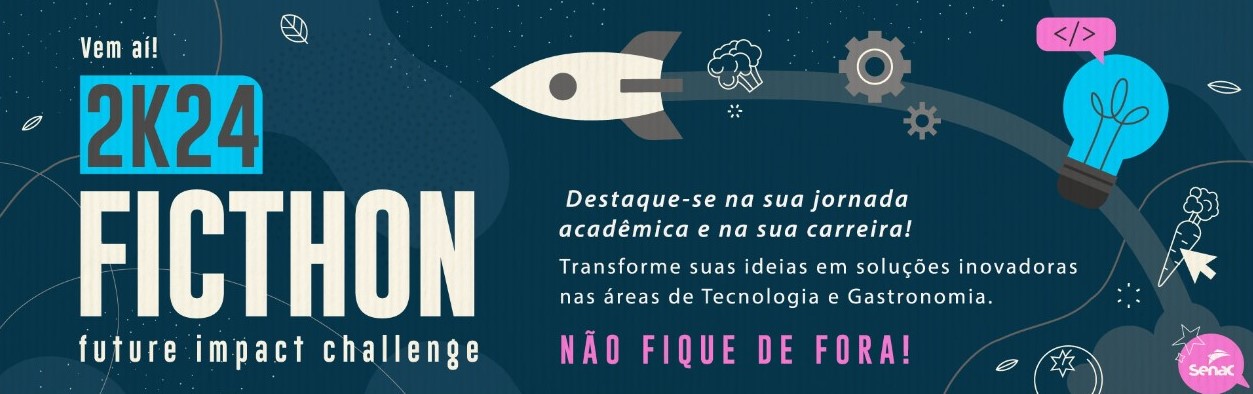 Vem aí!
2K24
FICTHON
future impact challenge
Destaque-se na sua jornada
acadêmica e na sua carreira!
Transforme suas ideias em soluções inovadoras
nas áreas de Tecnologia e Gastronomia.
NÃO FIQUE DE FORA!
</>
senac